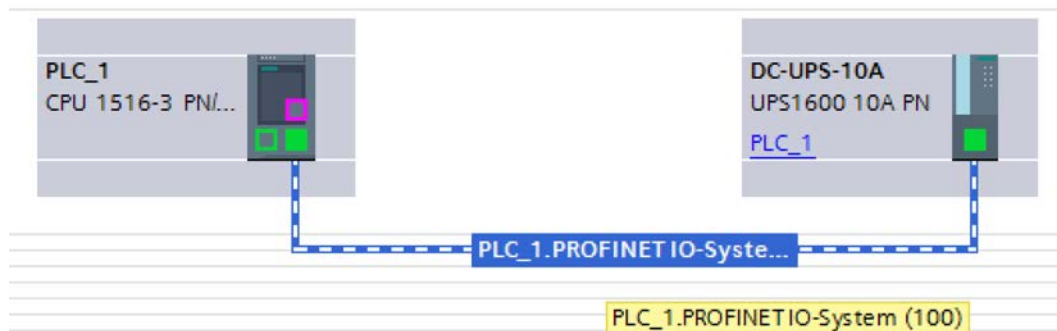 PLC_1
CPU 1516-3 PN/...
DC-UPS-10A
UPS1600 10A PN
PLC_1
PLC_1.PROFINET IO-Syste...
PLC_1.PROFINET IO-System (100)